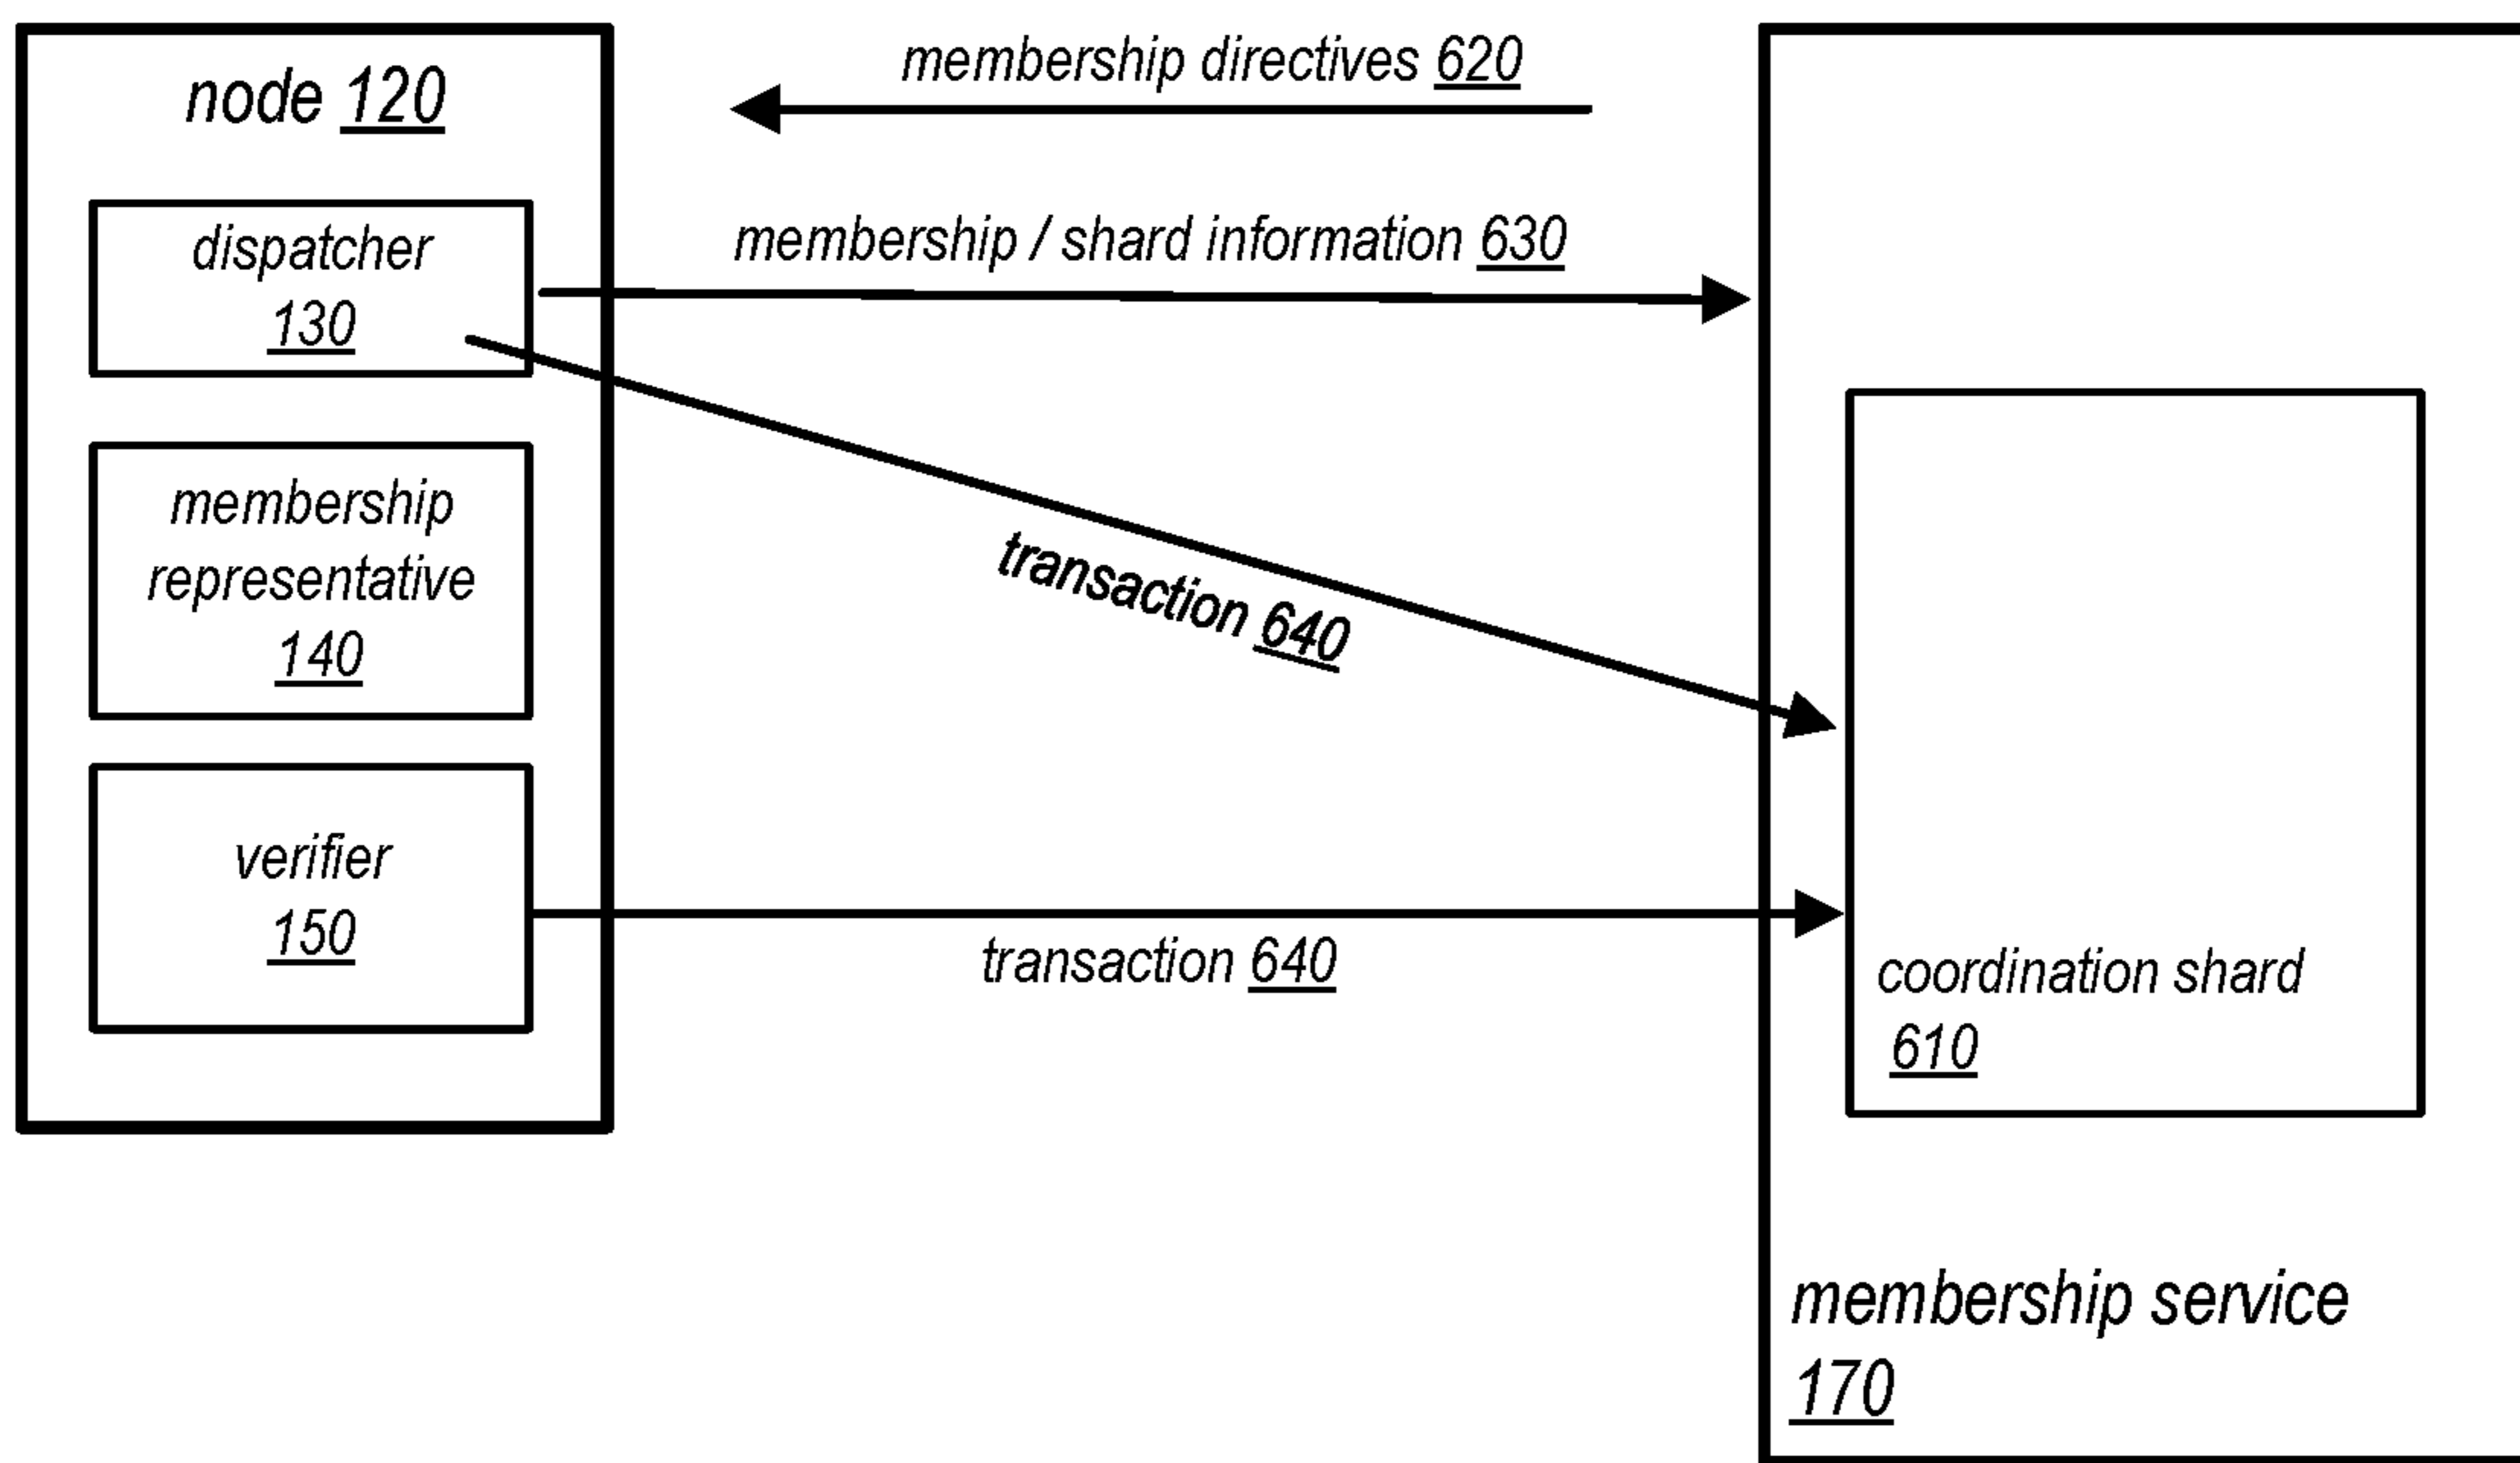 node 120
dispatcher
130
membership
representative
140
verifier
150
membership directives 620
membership / shard information 630
transaction 640
transaction 640
coordination shard
610
membership service
170